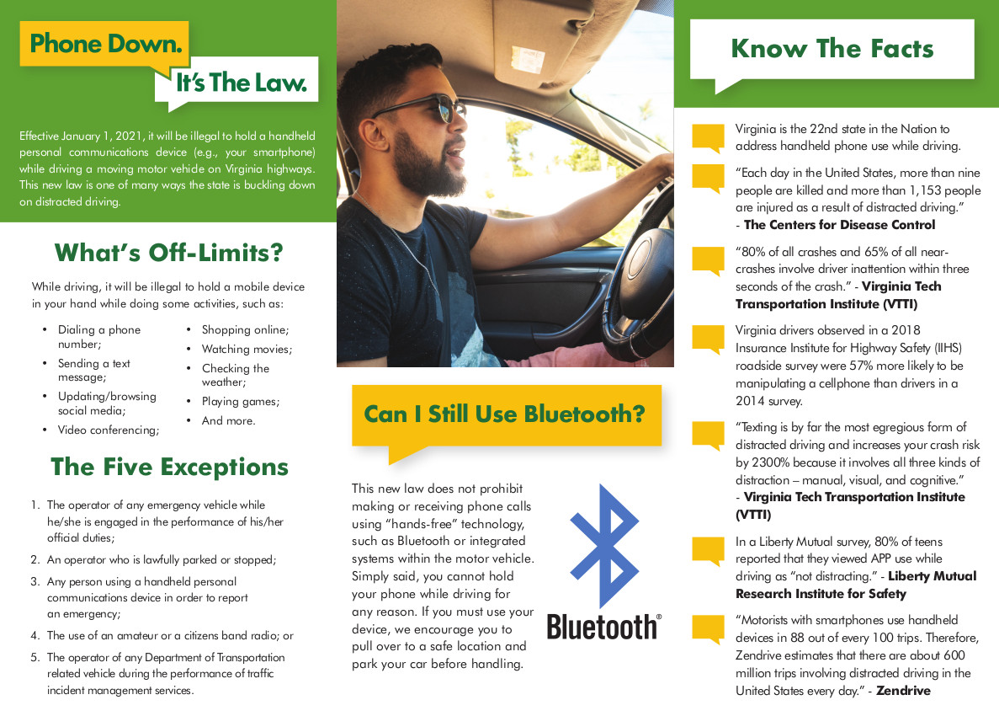 Phone Down.
It's The Law.
Effective January 1, 2021, it will be illegal to hold a handheld
personal communications device (e.g., your smartphone)
while driving a moving motor vehicle on Virginia highways.
This new law is one of many ways the state is buckling down
on distracted driving.
What's Off-Limits?
While driving, it will be illegal to hold a mobile device
in your hand while doing some activities, such as:
• Dialing a phone
number;
• Sending a text
message;
• Updating/browsing
social media;
• Video conferencing;
• Shopping online;
• Watching movies;
• Checking the
weather;
• Playing games;
• And more.
The Five Exceptions
1. The operator of any emergency vehicle while
he/she is engaged in the performance of his/her
official duties;
2. An operator who is lawfully parked or stopped;
3. Any person using a handheld personal
communications device in order to report
an emergency;
4. The use of an amateur or a citizens band radio; or
5. The operator of any Department of Transportation
related vehicle during the performance of traffic
incident management services.
Can I Still Use Bluetooth?
This new law does not prohibit
making or receiving phone calls
using “hands-free” technology,
such as Bluetooth or integrated
systems within the motor vehicle.
Simply said, you cannot hold
your phone while driving for
any reason. If you must use your
device, we encourage you to
pull over to a safe location and
park your car before handling.
Bluetooth®
Know The Facts
Virginia is the 22nd state in the Nation to
address handheld phone use while driving.
“Each day in the United States, more than nine
people are killed and more than 1,153 people
are injured as a result of distracted driving.”
- The Centers for Disease Control
“80% of all crashes and 65% of all near-
crashes involve driver inattention within three
seconds of the crash.” - Virginia Tech
Transportation Institute (VTTI)
Virginia drivers observed in a 2018
Insurance Institute for Highway Safety (IIHS)
roadside survey were 57% more likely to be
manipulating a cellphone than drivers in a
2014 survey.
“Texting is by far the most egregious form of
distracted driving and increases your crash risk
by 2300% because it involves all three kinds of
distraction – manual, visual, and cognitive.”
- Virginia Tech Transportation Institute
(VTTI)
In a Liberty Mutual survey, 80% of teens
reported that they viewed APP use while
driving as “not distracting.” - Liberty Mutual
Research Institute for Safety
“Motorists with smartphones use handheld
devices in 88 out of every 100 trips. Therefore,
Zendrive estimates that there are about 600
million trips involving distracted driving in the
United States every day.” - Zendrive